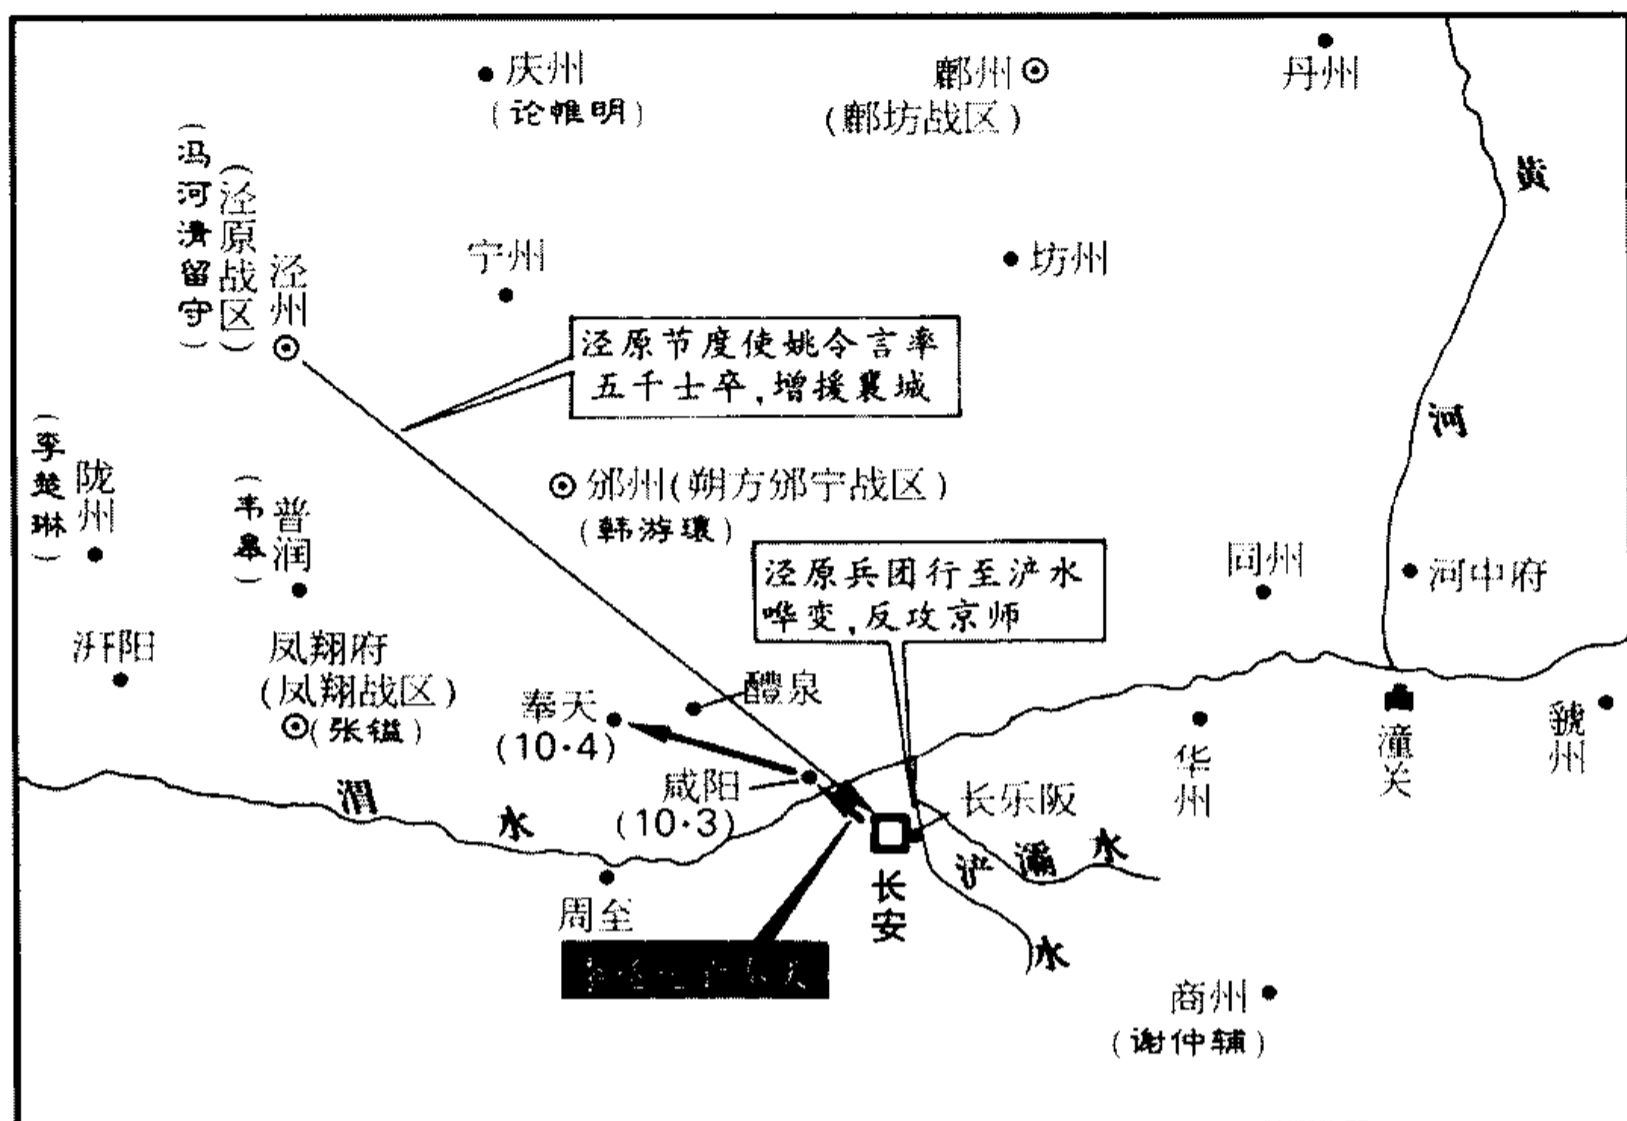 庆州
(论惟明)
鄜州
(鄜坊战区)
丹州
黄
河
(冯河清留守)
(泾原战区)
泾州
宁州
坊州
泾原节度使姚令言率
五千士卒,增援襄城
(李楚琳)
陇州
(韦皋)
普润
邠州(朔方邠宁战区)
(韩游瓌)
泾原兵团行至浐水
哗变,反攻京师
同州
河中府
汧阳
凤翔府
(凤翔战区)
(张镒)
奉天
(10·4)
醴泉
咸阳
(10·3)
渭
水
长乐阪
华州
潼关
虢州
浐
水
灞
水
长安
周至
商州
(谢仲辅)